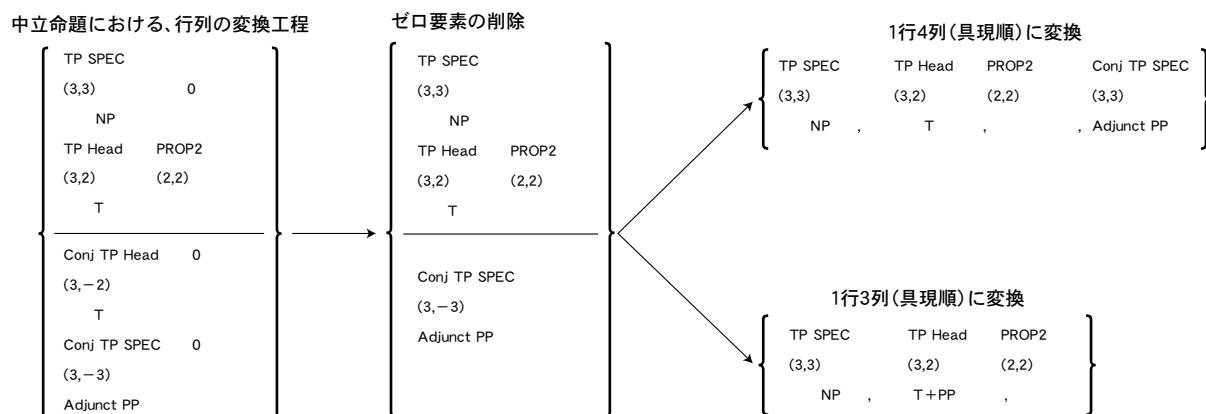 中立命題における、行列の変換工程
TP SPEC
(3,3) 0
NP
TP Head PROP2
(3,2) (2,2)
T
Conj TP Head 0
(3,−2)
T
Conj TP SPEC 0
(3,−3)
Adjunct PP
ゼロ要素の削除
TP SPEC
(3,3)
NP
TP Head PROP2
(3,2) (2,2)
T
Conj TP SPEC
(3,−3)
Adjunct PP
1行4列(具現順)に変換
TP SPEC TP Head PROP2 Conj TP SPEC
(3,3) (3,2) (2,2) (3,3)
NP , T , , Adjunct PP
1行3列(具現順)に変換
TP SPEC TP Head PROP2
(3,3) (3,2) (2,2)
NP , T+PP ,